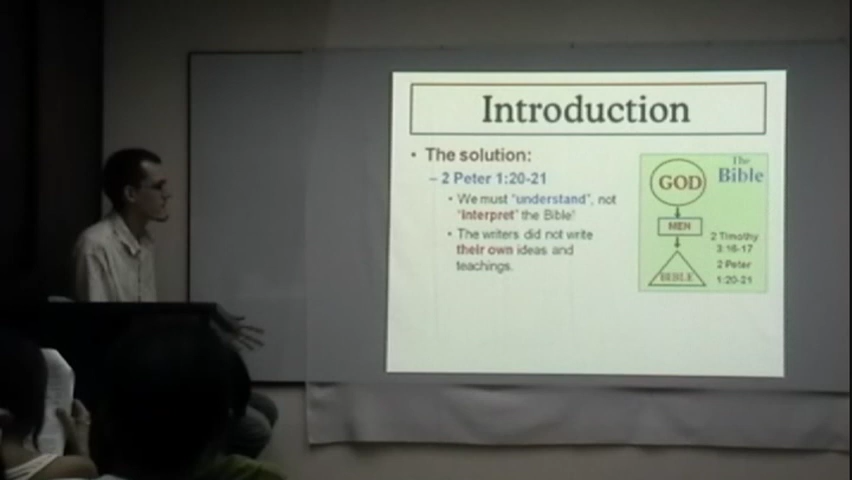 Introduction
• The solution:
– 2 Peter 1:20-21
• We must "understand", not
"interpret" the Bible!
• The writers did not write
their own ideas and
teachings.
The
Bible
GOD
MEN
2 Timothy
3:16-17
2 Peter
1:20-21
BIBLE